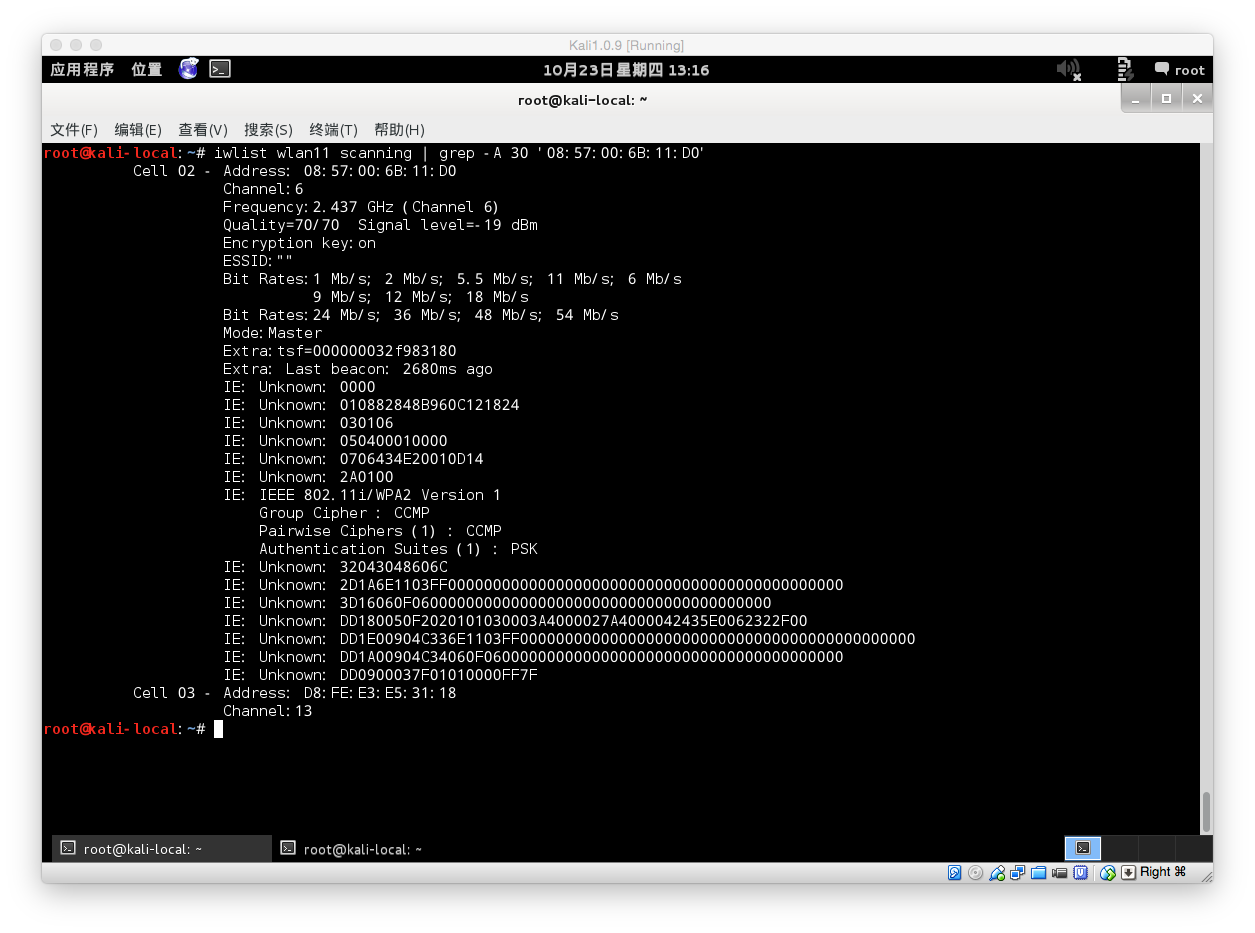 Kali1.0.9 [Running]
应用程序 位置 10月23日星期四 13:16 root
root@kali-local: ~
文件(F) 编辑(E) 查看(V) 搜索(S) 终端(T) 帮助(H)
root@kali-local:~# iwlist wlan11 scanning | grep -A 30 '08:57:00:6B:11:D0'
Cell 02 - Address: 08:57:00:6B:11:D0
Channel:6
Frequency:2.437 GHz (Channel 6)
Quality=70/70 Signal level=-19 dBm
Encryption key:on
ESSID:""
Bit Rates:1 Mb/s; 2 Mb/s; 5.5 Mb/s; 11 Mb/s; 6 Mb/s
9 Mb/s; 12 Mb/s; 18 Mb/s
Bit Rates:24 Mb/s; 36 Mb/s; 48 Mb/s; 54 Mb/s
Mode:Master
Extra:tsf=000000032f983180
Extra: Last beacon: 2680ms ago
IE: Unknown: 0000
IE: Unknown: 010882848B960C121824
IE: Unknown: 030106
IE: Unknown: 050400010000
IE: Unknown: 0706434E20010D14
IE: Unknown: 2A0100
IE: IEEE 802.11i/WPA2 Version 1
Group Cipher : CCMP
Pairwise Ciphers (1) : CCMP
Authentication Suites (1) : PSK
IE: Unknown: 32043048606C
IE: Unknown: 2D1A6E1103FF00000000000000000000000000000000000000000000
IE: Unknown: 3D16060F060000000000000000000000000000000000000000
IE: Unknown: DD180050F2020101030003A4000027A4000042435E0062322F00
IE: Unknown: DD1E00904C336E1103FF00000000000000000000000000000000000000000000
IE: Unknown: DD1A00904C34060F0600000000000000000000000000000000000000
IE: Unknown: DD0900037F01010000FF7F
Cell 03 - Address: D8:FE:E3:E5:31:18
Channel:13
root@kali-local:~#
root@kali-local: ~ root@kali-local: ~
Right ⌘